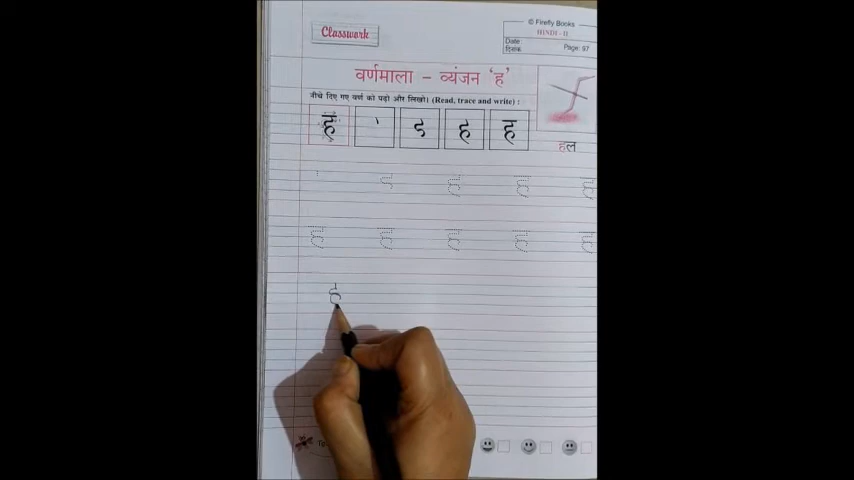 Classwork
© Firefly Books
HINDI - II
Date:
दिनांक
Page: 97
वर्णमाला – व्यंजन 'ह'
नीचे दिए गए वर्ण को पढ़ो और लिखो। (Read, trace and write) :
ह ह ह
हल
ह ह ह
ह ह ह ह ह
ह